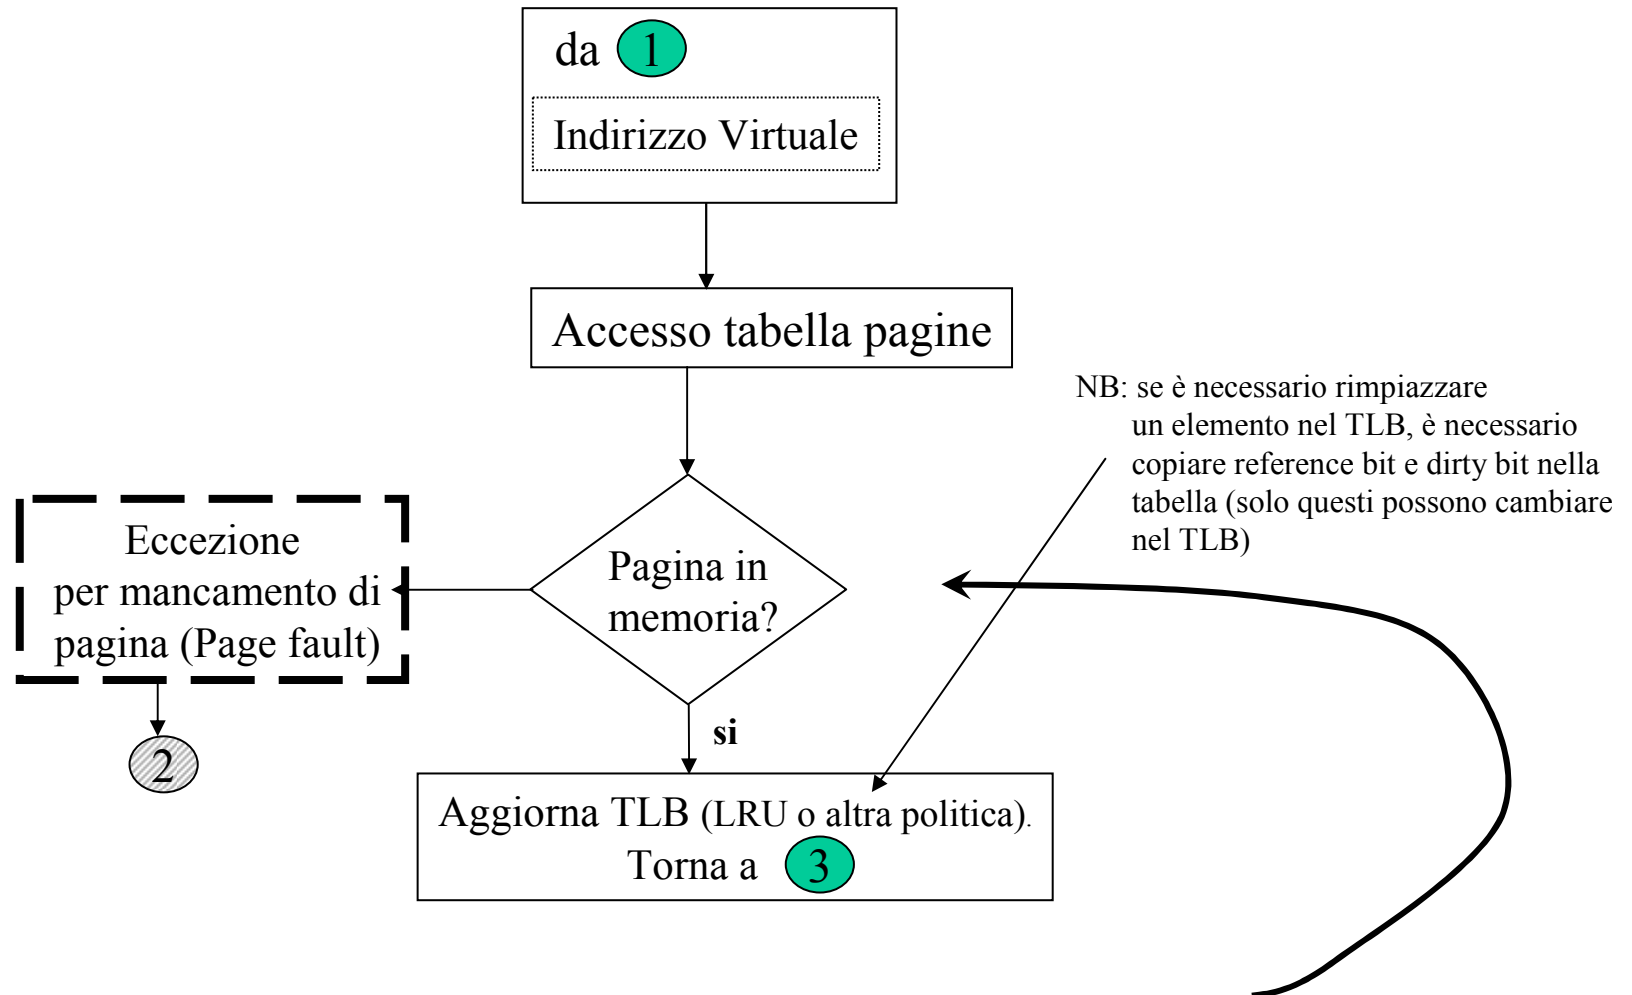 da 1
Indirizzo Virtuale
Accesso tabella pagine
NB: se è necessario rimpiazzare
un elemento nel TLB, è necessario
copiare reference bit e dirty bit nella
tabella (solo questi possono cambiare
nel TLB)
Eccezione
per mancamento di
pagina (Page fault)
Pagina in
memoria?
si
2
Aggiorna TLB (LRU o altra politica).
Torna a 3